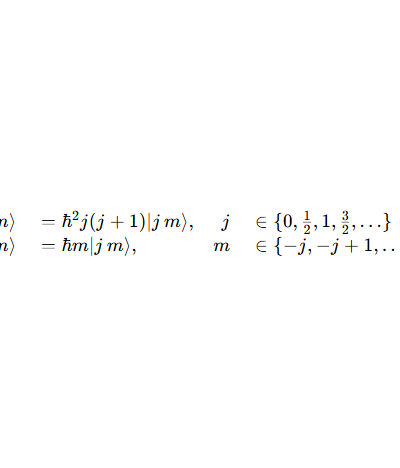 ⟩ = ħ²j(j + 1)|j m⟩, j ∈ {0, 1/2, 1, 3/2, …}
⟩ = ħm|j m⟩, m ∈ {−j, −j + 1, ..